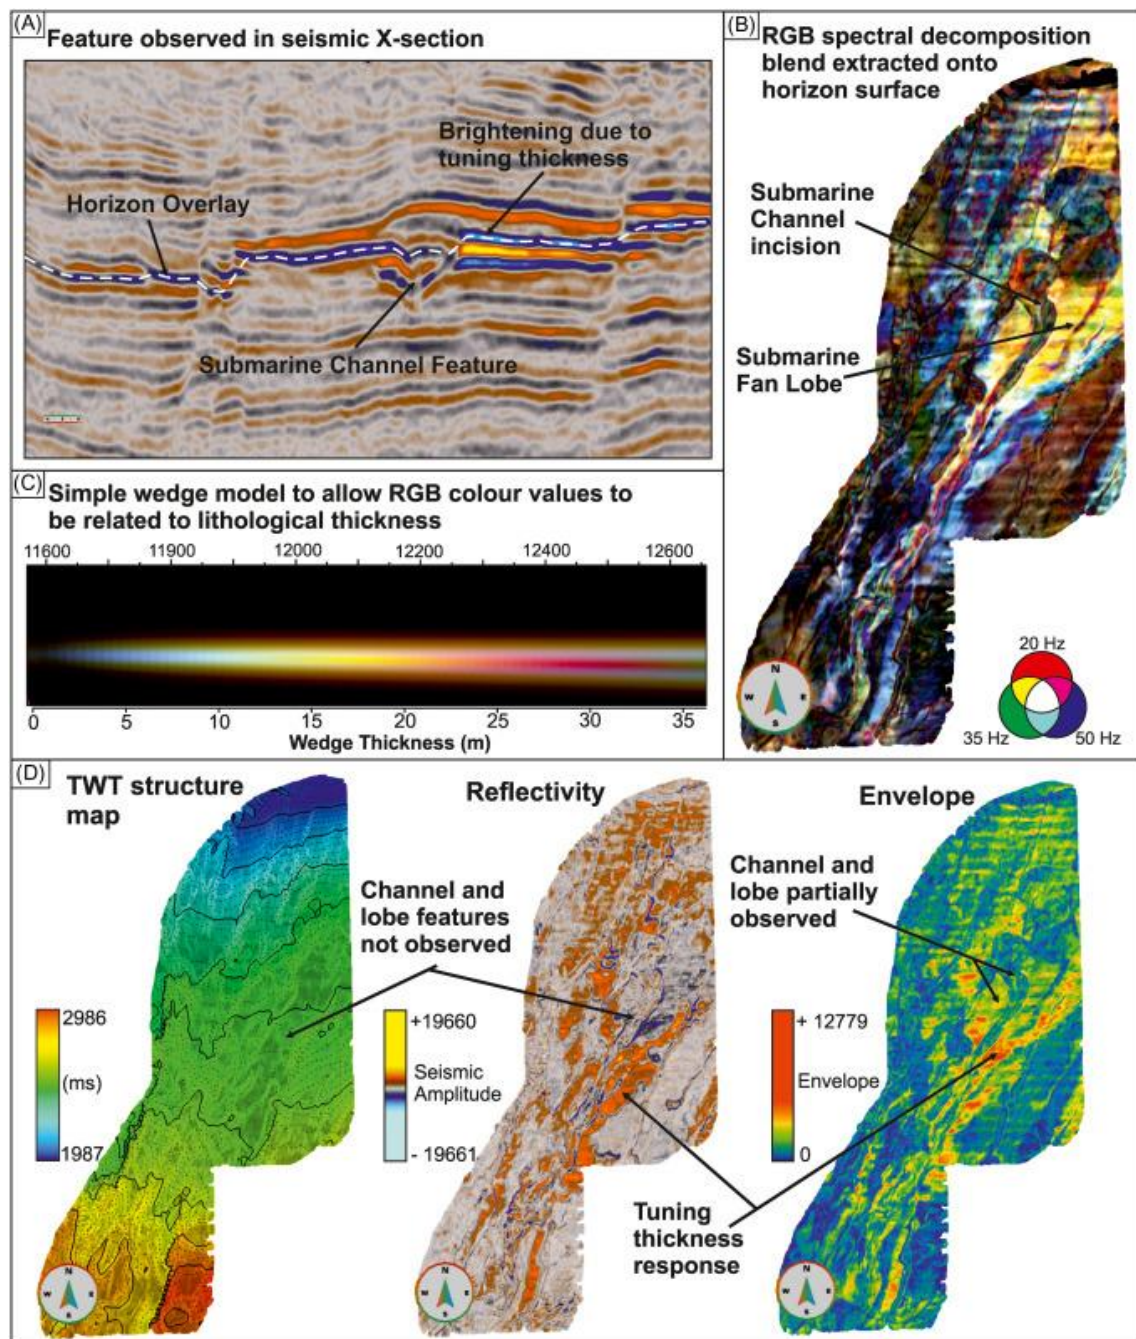 (A)
Feature observed in seismic X-section
Brightening due to
tuning thickness
Horizon Overlay
Submarine Channel Feature
(B)
RGB spectral decomposition
blend extracted onto
horizon surface
Submarine
Channel
incision
Submarine
Fan Lobe
20 Hz
35 Hz
50 Hz
N
W
E
S
(C)
Simple wedge model to allow RGB colour values to
be related to lithological thickness
11600 11900 12000 12200 12400 12600
0 5 10 15 20 25 30 35
Wedge Thickness (m)
(D)
TWT structure
map
Reflectivity
Envelope
Channel and
lobe features
not observed
Channel and
lobe partially
observed
2986
(ms)
1987
+19660
Seismic
Amplitude
- 19661
+ 12779
Envelope
0
Tuning
thickness
response
N
W
E
S
N
W
E
S
N
W
E
S